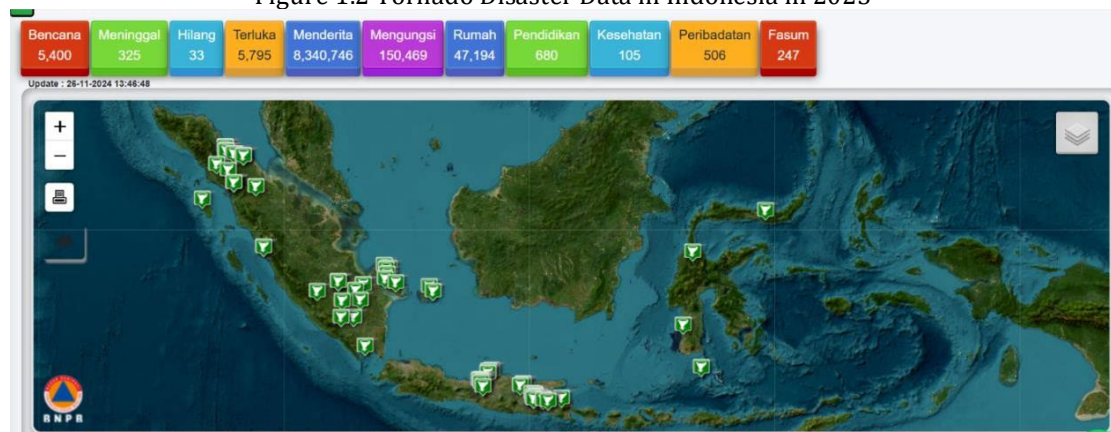 Figure 1.2 Tornado Disaster Data in Indonesia in 2023
Bencana Meninggal Hilang Terluka Menderita Mengungsi Rumah Pendidikan Kesehatan Peribadatan Fasum
5,400 325 33 5,795 8,340,746 150,469 47,194 680 105 506 247
Update : 26-11-2024 13:46:48
+
−
BNPB